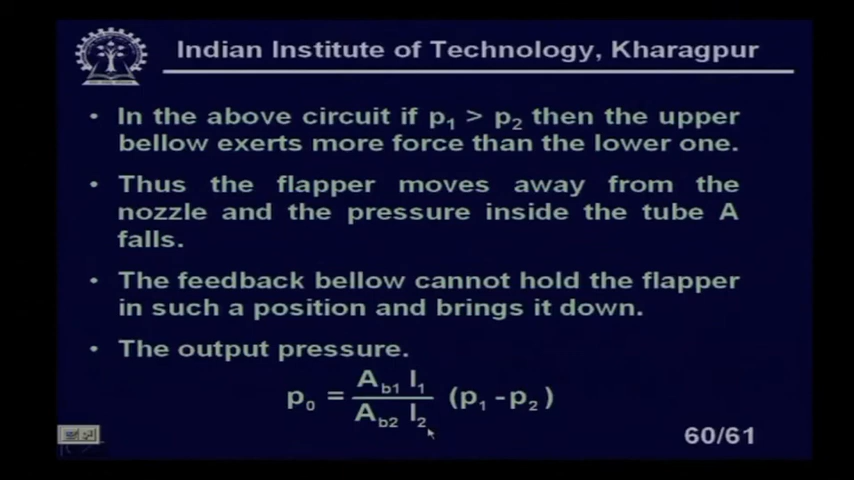 Indian Institute of Technology, Kharagpur
• In the above circuit if p₁ > p₂ then the upper
bellow exerts more force than the lower one.
• Thus the flapper moves away from the
nozzle and the pressure inside the tube A
falls.
• The feedback bellow cannot hold the flapper
in such a position and brings it down.
• The output pressure.
p₀ = (A_b1 l₁ / A_b2 l₂) (p₁ - p₂)
60/61